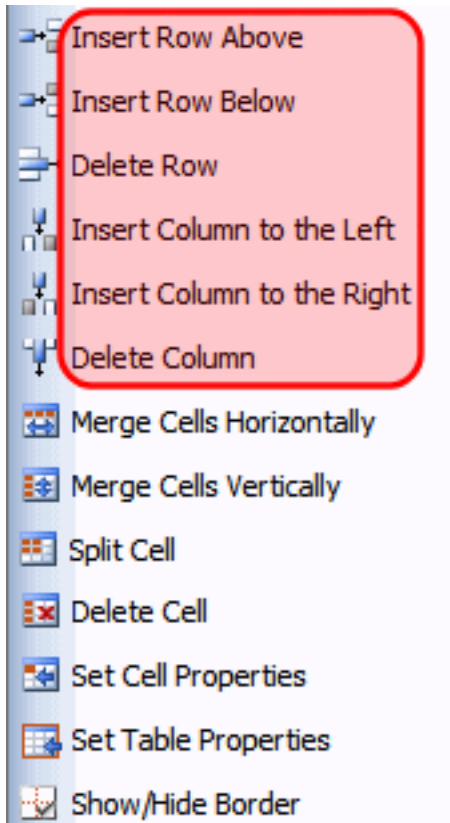 Insert Row Above
Insert Row Below
Delete Row
Insert Column to the Left
Insert Column to the Right
Delete Column
Merge Cells Horizontally
Merge Cells Vertically
Split Cell
Delete Cell
Set Cell Properties
Set Table Properties
Show/Hide Border